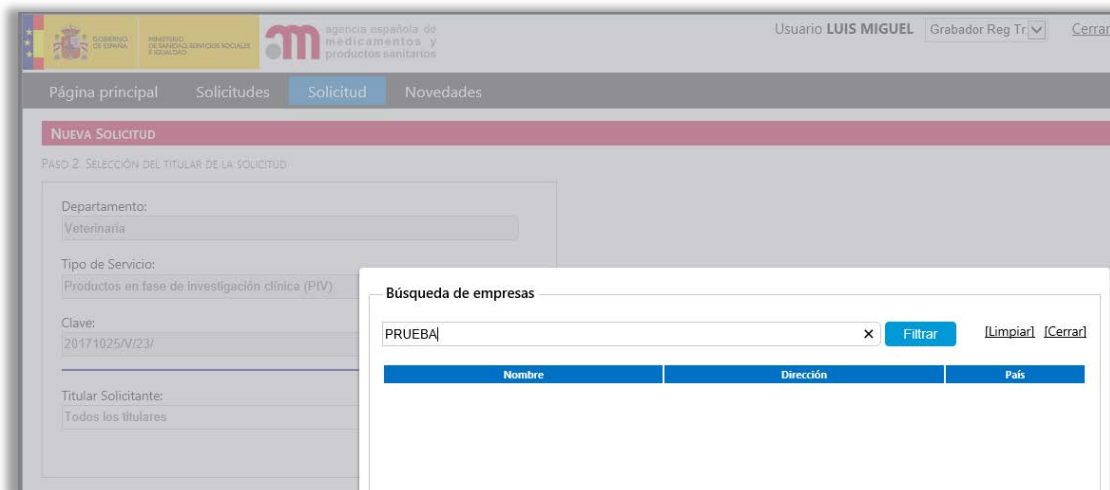 GOBIERNO
DE ESPAÑA
MINISTERIO
DE SANIDAD, SERVICIOS SOCIALES
E IGUALDAD
am
agencia española de
medicamentos y
productos sanitarios
Usuario LUIS MIGUEL
Grabador Reg Tr
Cerrar
Página principal Solicitudes Solicitud Novedades
NUEVA SOLICITUD
PASO 2. SELECCIÓN DEL TITULAR DE LA SOLICITUD
Departamento:
Veterinaria
Tipo de Servicio:
Productos en fase de investigación clínica (PIV)
Clave:
20171025/V/23/
Titular Solicitante:
Todos los titulares
Búsqueda de empresas
PRUEBA
Filtrar
[Limpiar] [Cerrar]
Nombre Dirección País